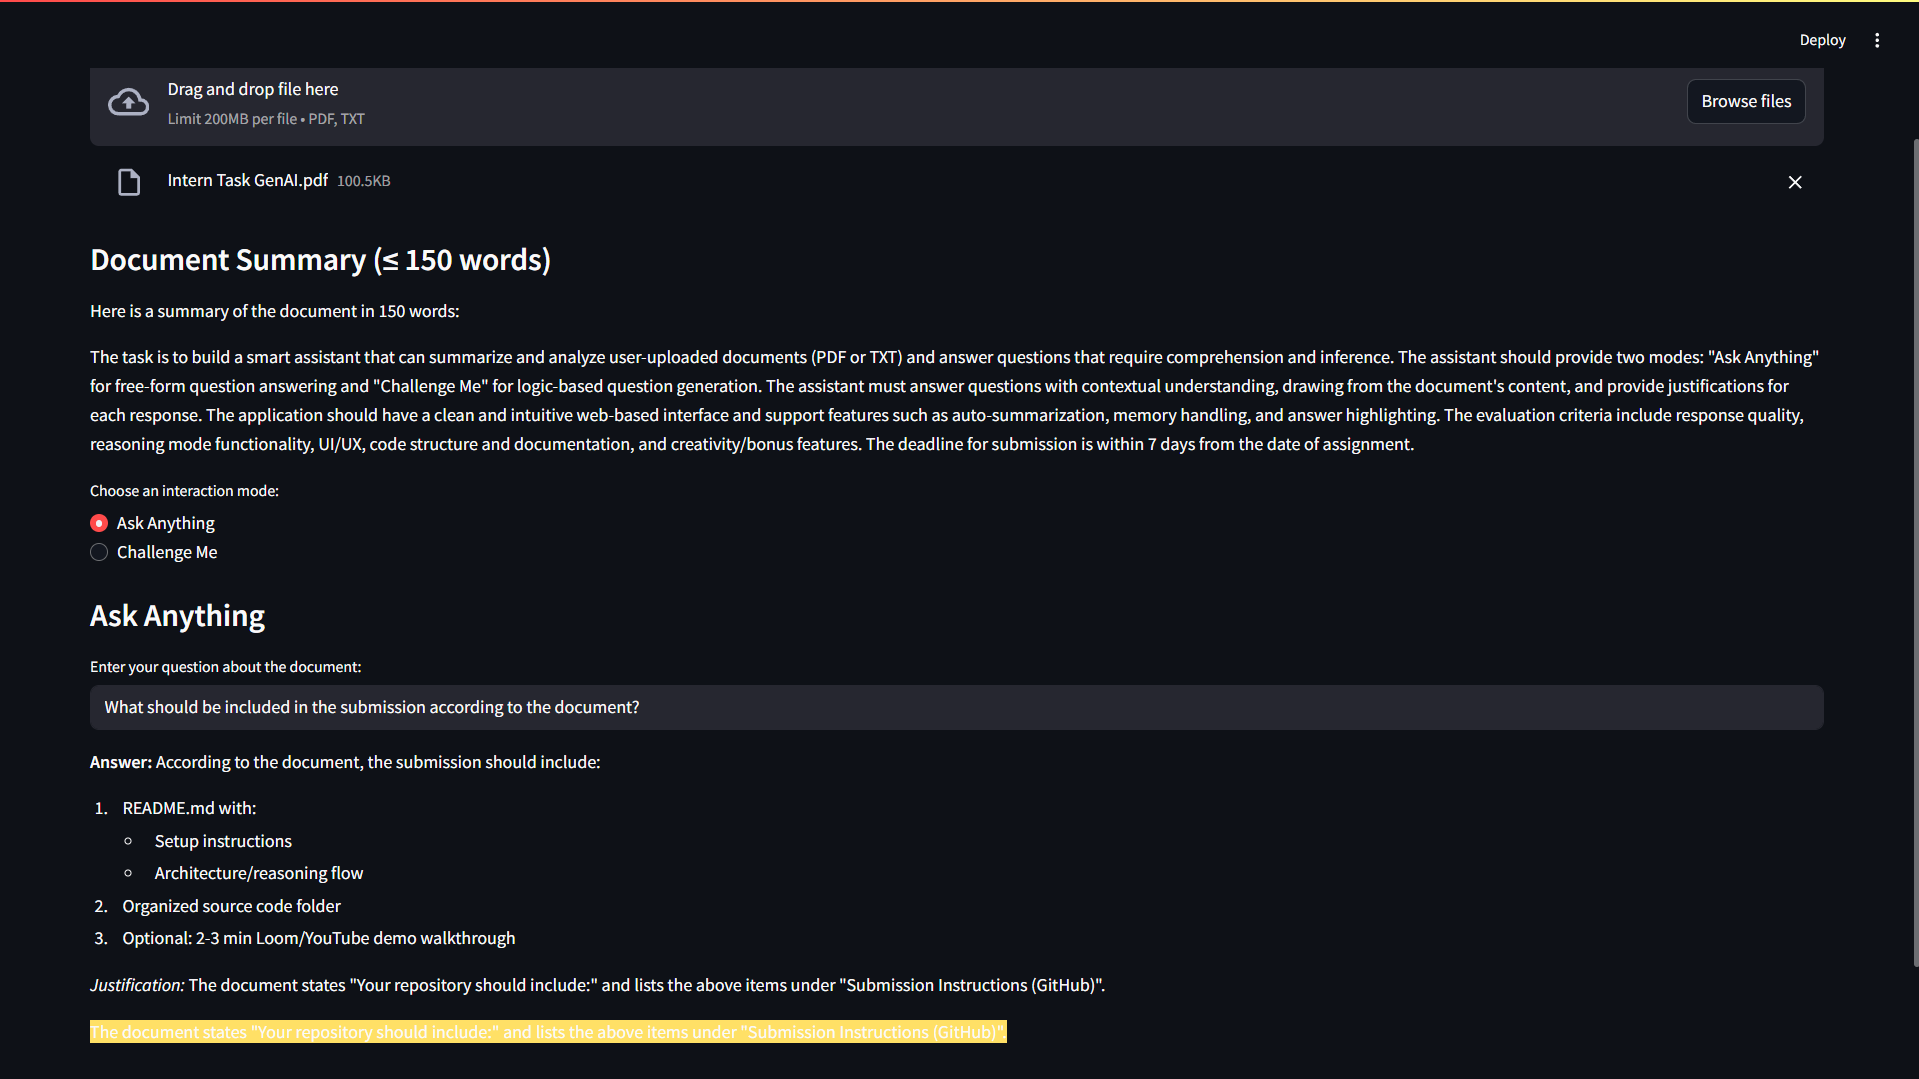 Deploy
Drag and drop file here
Limit 200MB per file • PDF, TXT
Browse files
Intern Task GenAI.pdf 100.5KB
Document Summary (≤ 150 words)
Here is a summary of the document in 150 words:
The task is to build a smart assistant that can summarize and analyze user-uploaded documents (PDF or TXT) and answer questions that require comprehension and inference. The assistant should provide two modes: "Ask Anything"
for free-form question answering and "Challenge Me" for logic-based question generation. The assistant must answer questions with contextual understanding, drawing from the document's content, and provide justifications for
each response. The application should have a clean and intuitive web-based interface and support features such as auto-summarization, memory handling, and answer highlighting. The evaluation criteria include response quality,
reasoning mode functionality, UI/UX, code structure and documentation, and creativity/bonus features. The deadline for submission is within 7 days from the date of assignment.
Choose an interaction mode:
Ask Anything
Challenge Me
Ask Anything
Enter your question about the document:
What should be included in the submission according to the document?
Answer: According to the document, the submission should include:
1. README.md with:
Setup instructions
Architecture/reasoning flow
2. Organized source code folder
3. Optional: 2-3 min Loom/YouTube demo walkthrough
Justification: The document states "Your repository should include:" and lists the above items under "Submission Instructions (GitHub)".
The document states "Your repository should include:" and lists the above items under "Submission Instructions (GitHub)".